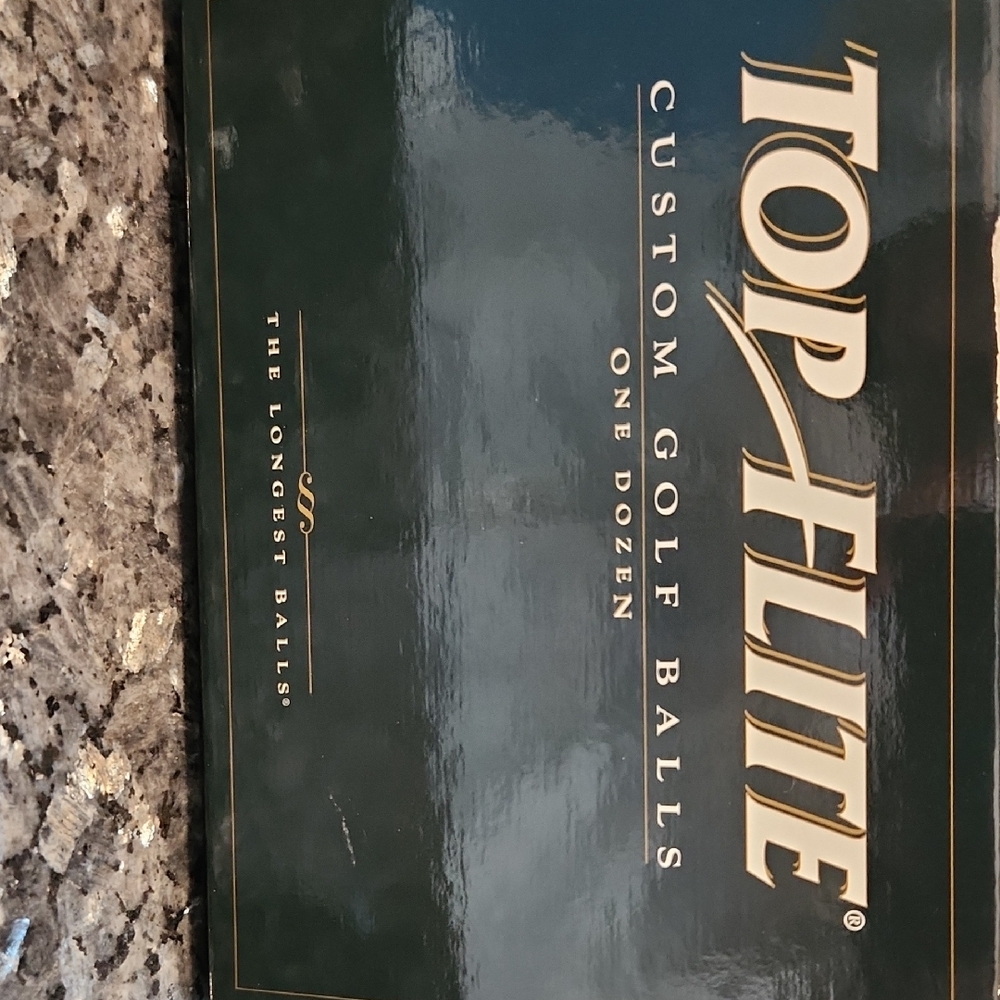 TOP FLITE®
CUSTOM GOLF BALLS
ONE DOZEN
THE LONGEST BALLS®